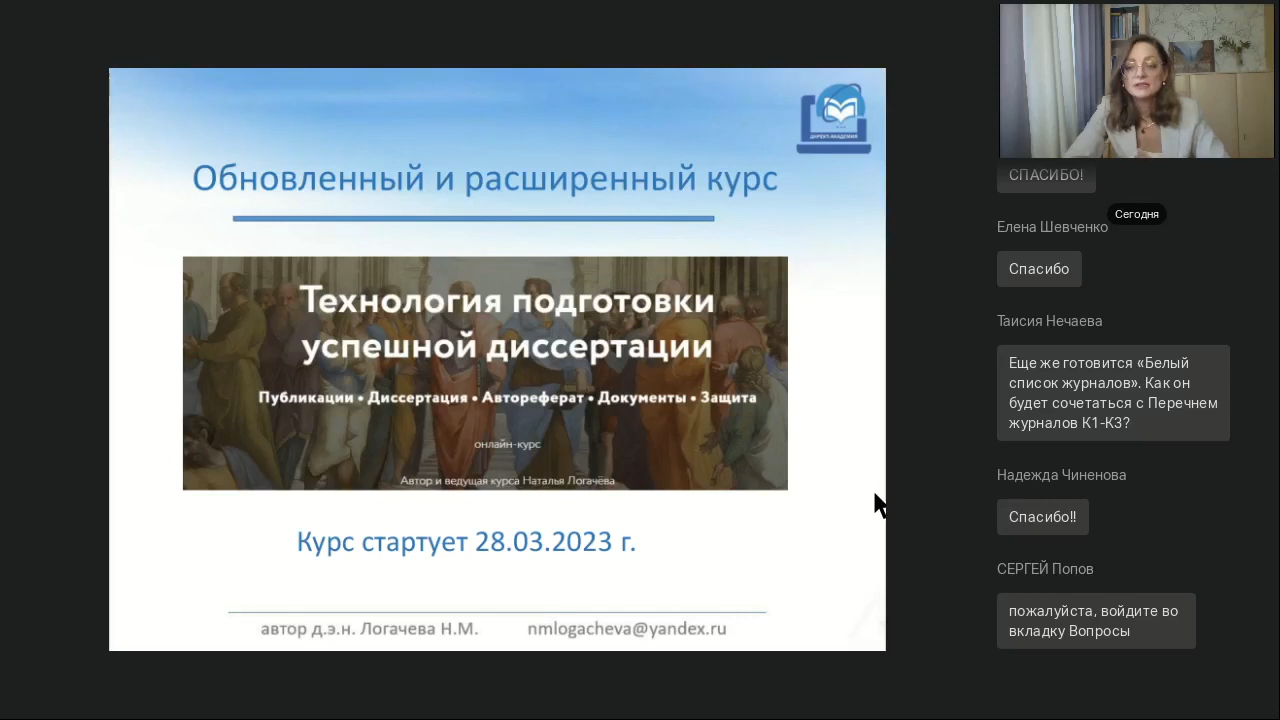 ДИРЕКТ-АКАДЕМИЯ
Обновленный и расширенный курс
Технология подготовки
успешной диссертации
Публикации • Диссертация • Автореферат • Документы • Защита
онлайн-курс
Автор и ведущая курса Наталья Логачёва
Курс стартует 28.03.2023 г.
автор д.э.н. Логачева Н.М. nmlogacheva@yandex.ru
СПАСИБО!
Сегодня
Елена Шевченко
Спасибо
Таисия Нечаева
Еще же готовится «Белый
список журналов». Как он
будет сочетаться с Перечнем
журналов К1-К3?
Надежда Чиненова
Спасибо!!
СЕРГЕЙ Попов
пожалуйста, войдите во
вкладку Вопросы